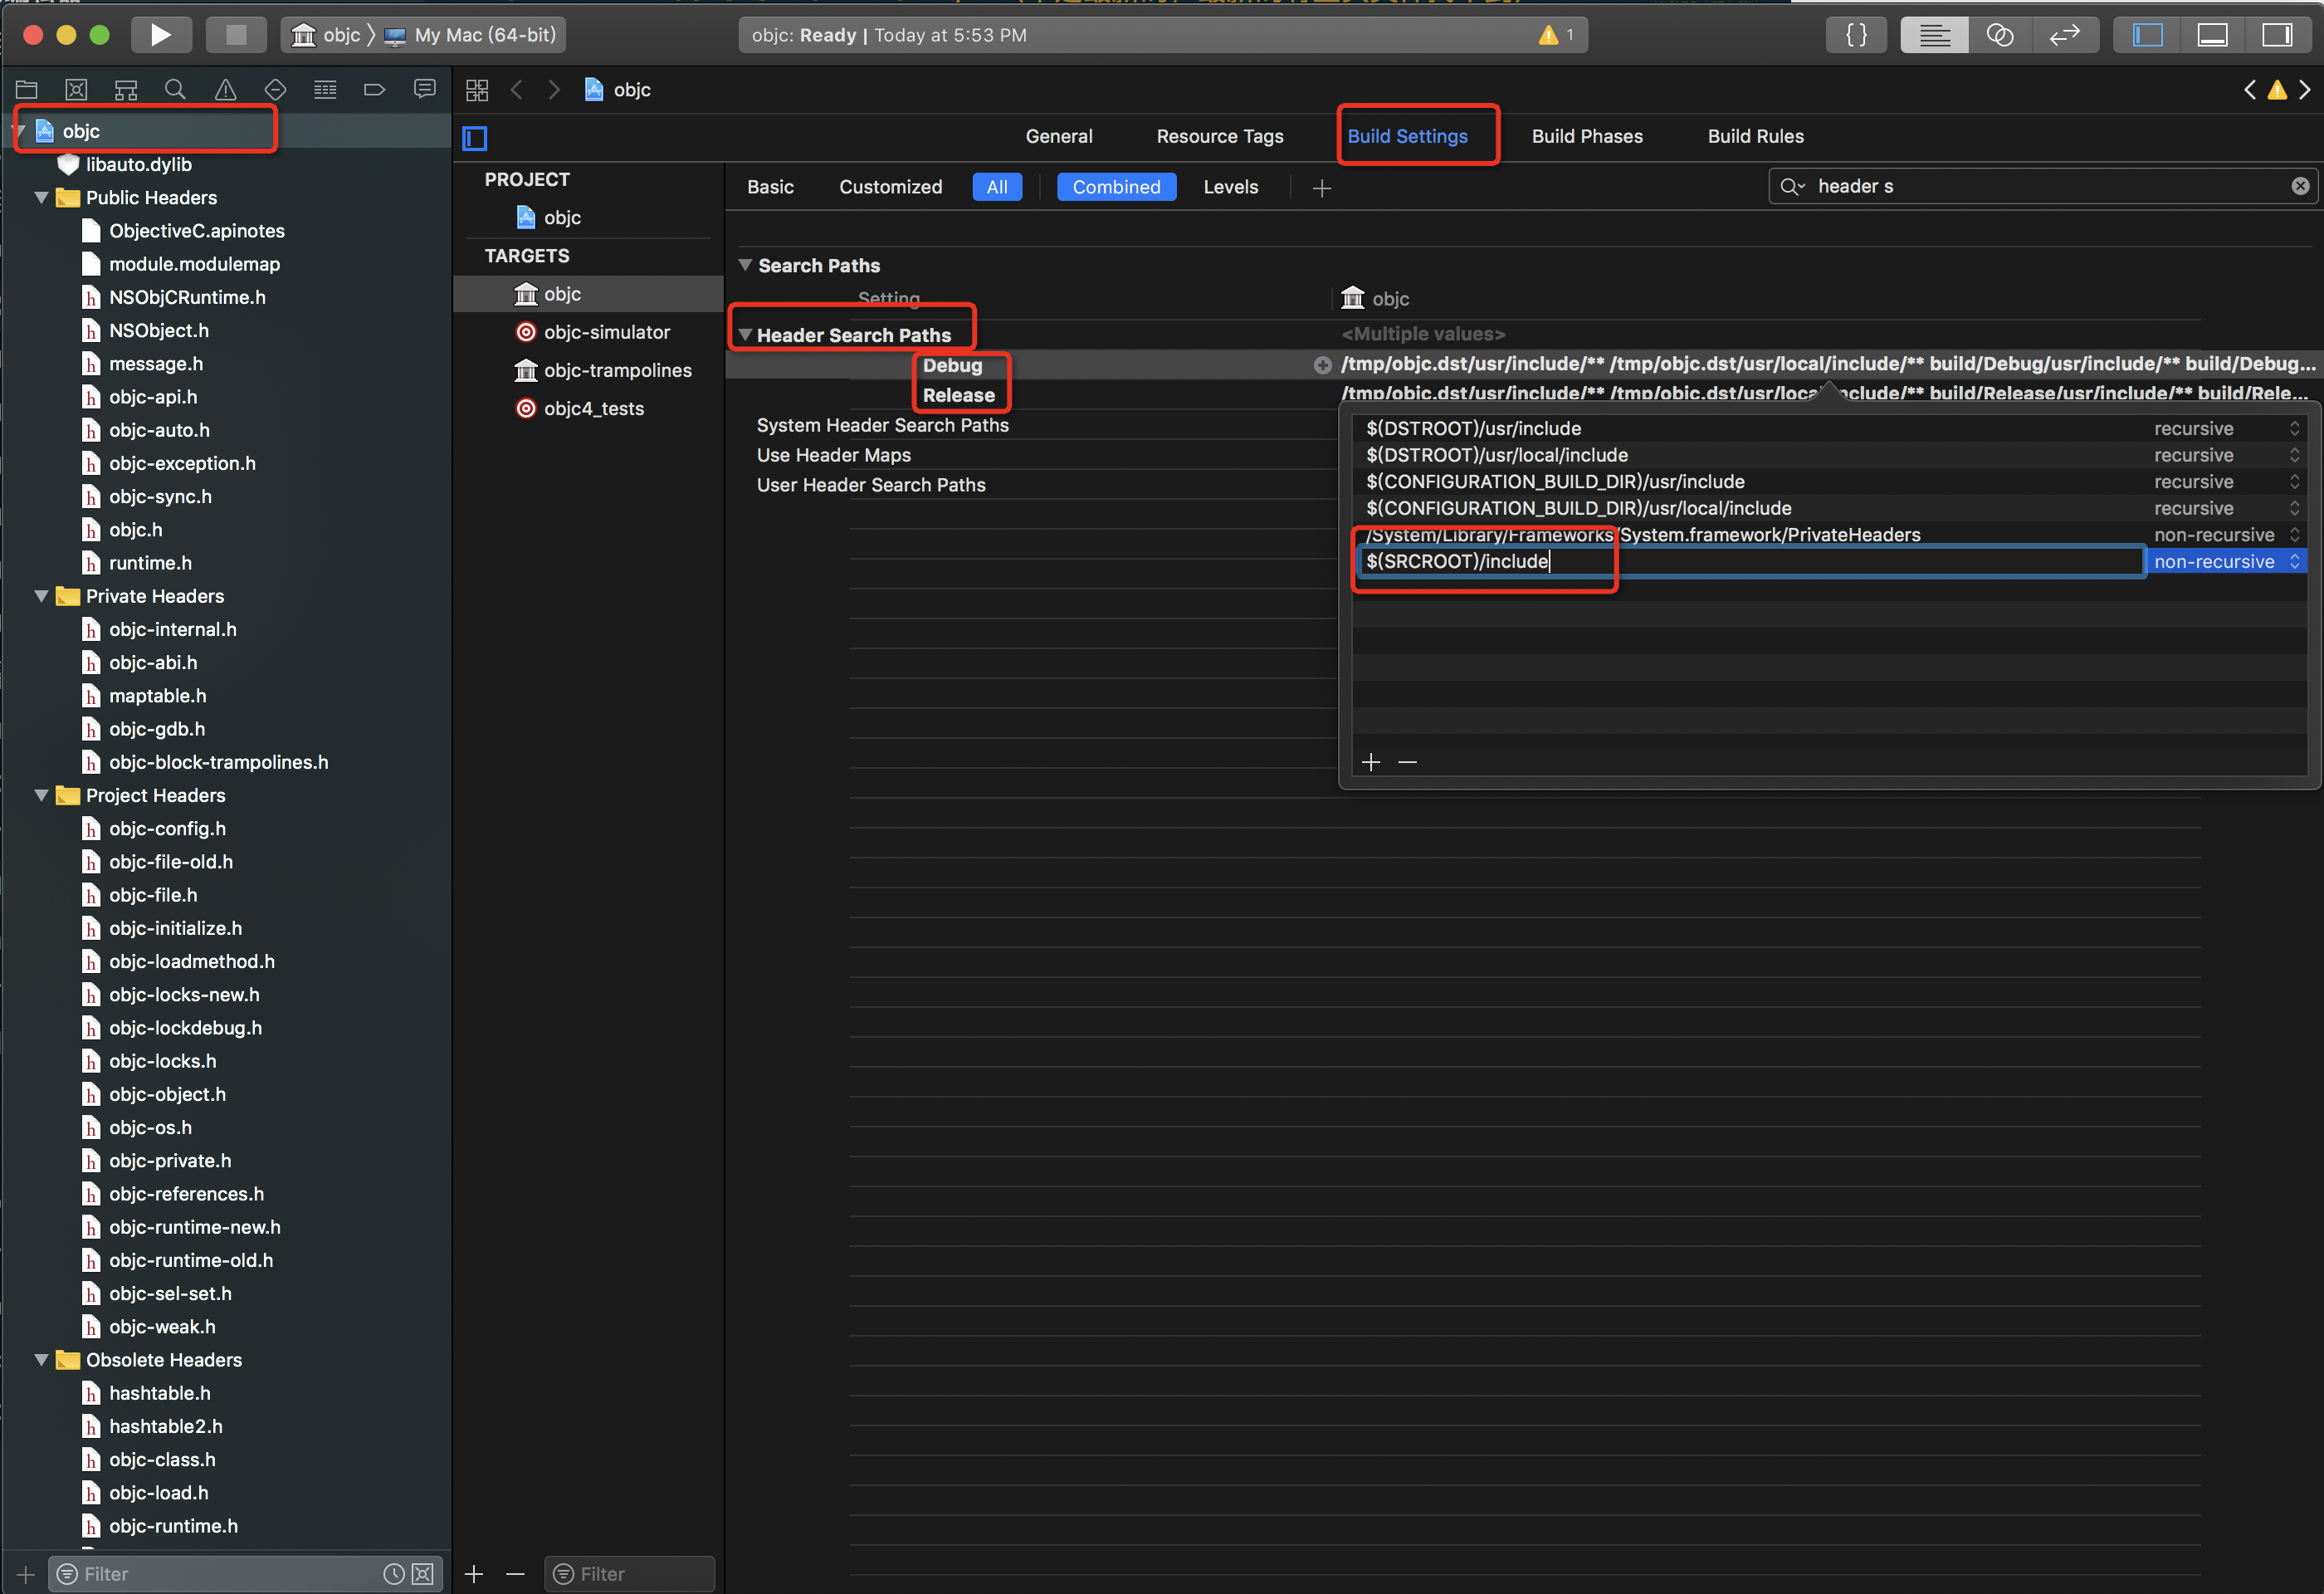 objc 〉 My Mac (64-bit)
objc: Ready | Today at 5:53 PM
1
{ }
objc
objc
libauto.dylib
Public Headers
ObjectiveC.apinotes
module.modulemap
NSObjCRuntime.h
NSObject.h
message.h
objc-api.h
objc-auto.h
objc-exception.h
objc-sync.h
objc.h
runtime.h
Private Headers
objc-internal.h
objc-abi.h
maptable.h
objc-gdb.h
objc-block-trampolines.h
Project Headers
objc-config.h
objc-file-old.h
objc-file.h
objc-initialize.h
objc-loadmethod.h
objc-locks-new.h
objc-lockdebug.h
objc-locks.h
objc-object.h
objc-os.h
objc-private.h
objc-references.h
objc-runtime-new.h
objc-runtime-old.h
objc-sel-set.h
objc-weak.h
Obsolete Headers
hashtable.h
hashtable2.h
objc-class.h
objc-load.h
objc-runtime.h
Filter
General Resource Tags Build Settings Build Phases Build Rules
PROJECT
objc
TARGETS
objc
objc-simulator
objc-trampolines
objc4_tests
Filter
Basic Customized All Combined Levels
header s
Search Paths
Setting objc
Header Search Paths <Multiple values>
Debug /tmp/objc.dst/usr/include/** /tmp/objc.dst/usr/local/include/** build/Debug/usr/include/** build/Debug...
Release /tmp/objc.dst/usr/include/** /tmp/objc.dst/usr/local/include/** build/Release/usr/include/** build/Rele...
System Header Search Paths
Use Header Maps
User Header Search Paths
$(DSTROOT)/usr/include recursive
$(DSTROOT)/usr/local/include recursive
$(CONFIGURATION_BUILD_DIR)/usr/include recursive
$(CONFIGURATION_BUILD_DIR)/usr/local/include recursive
/System/Library/Frameworks/System.framework/PrivateHeaders non-recursive
$(SRCROOT)/include non-recursive